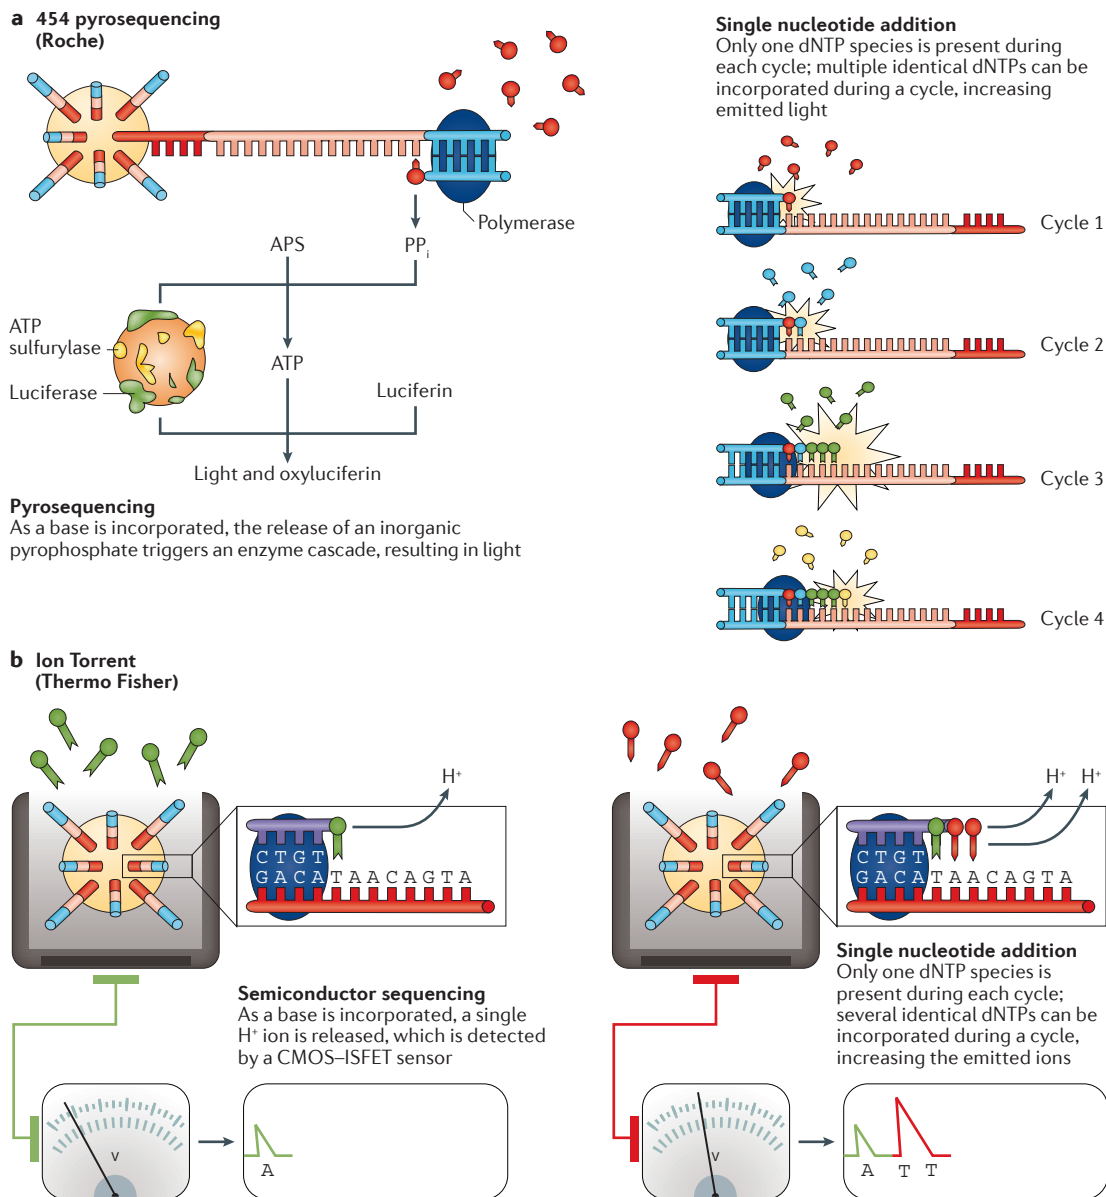 a 454 pyrosequencing
(Roche)
Polymerase
APS
PPi
ATP
sulfurylase
Luciferase
ATP
Luciferin
Light and oxyluciferin
Pyrosequencing
As a base is incorporated, the release of an inorganic
pyrophosphate triggers an enzyme cascade, resulting in light
Single nucleotide addition
Only one dNTP species is present during
each cycle; multiple identical dNTPs can be
incorporated during a cycle, increasing
emitted light
Cycle 1
Cycle 2
Cycle 3
Cycle 4
b Ion Torrent
(Thermo Fisher)
H+
C T G T
G A C A T A A C A G T A
Semiconductor sequencing
As a base is incorporated, a single
H+ ion is released, which is detected
by a CMOS–ISFET sensor
V
A
H+ H+
C T G T
G A C A T A A C A G T A
Single nucleotide addition
Only one dNTP species is
present during each cycle;
several identical dNTPs can be
incorporated during a cycle,
increasing the emitted ions
V
A T T